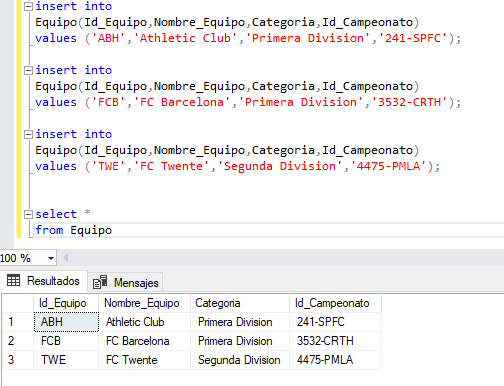 insert into
Equipo(Id_Equipo,Nombre_Equipo,Categoria,Id_Campeonato)
values ('ABH','Athletic Club','Primera Division','241-SPFC');
insert into
Equipo(Id_Equipo,Nombre_Equipo,Categoria,Id_Campeonato)
values ('FCB','FC Barcelona','Primera Division','3532-CRTH');
insert into
Equipo(Id_Equipo,Nombre_Equipo,Categoria,Id_Campeonato)
values ('TWE','FC Twente','Segunda Division','4475-PMLA');
select *
from Equipo
100 %
Resultados Mensajes
Id_Equipo Nombre_Equipo Categoria Id_Campeonato
1 ABH Athletic Club Primera Division 241-SPFC
2 FCB FC Barcelona Primera Division 3532-CRTH
3 TWE FC Twente Segunda Division 4475-PMLA